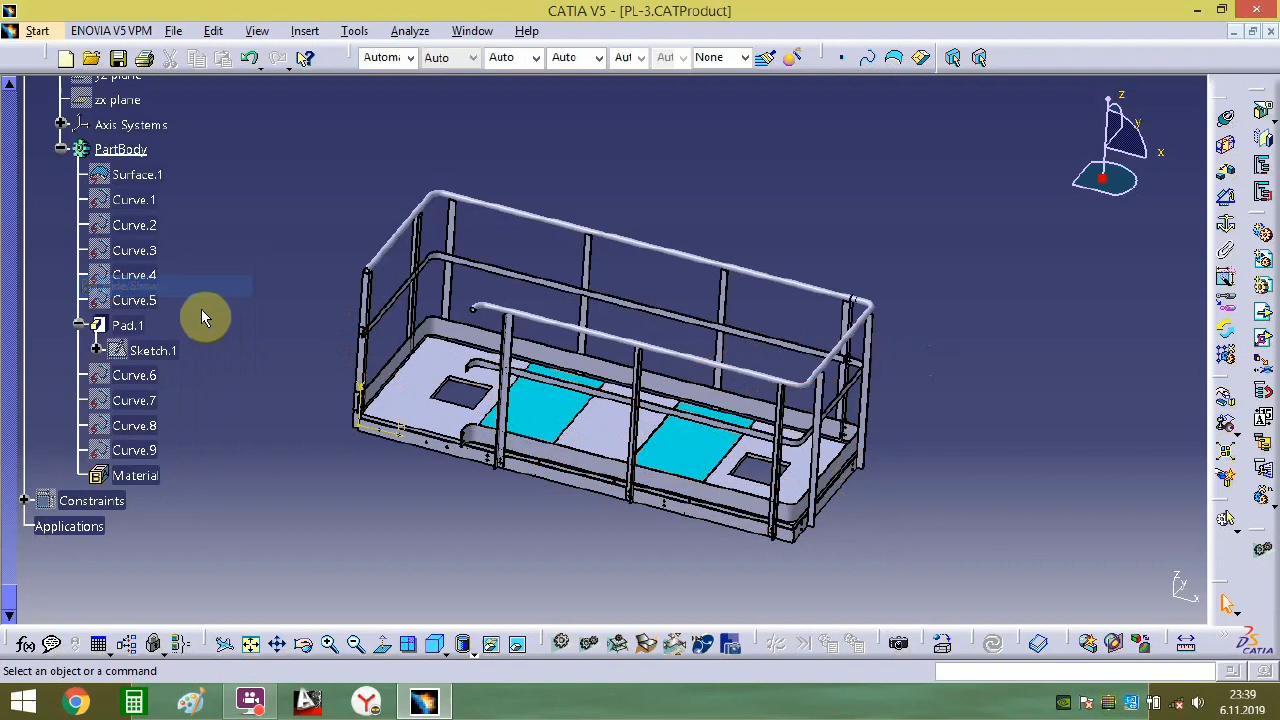 CATIA V5 - [PL-3.CATProduct]
Start ENOVIA V5 VPM File Edit View Insert Tools Analyze Window Help
Automa Auto Auto Auto Aut Aut None
zx plane
Axis Systems
PartBody
Surface.1
Curve.1
Curve.2
Curve.3
Curve.4
Curve.5
Pad.1
Sketch.1
Curve.6
Curve.7
Curve.8
Curve.9
Material
Constraints
Applications
z
y
x
z
y
x
Select an object or a command
CATIA
23:39
6.11.2019